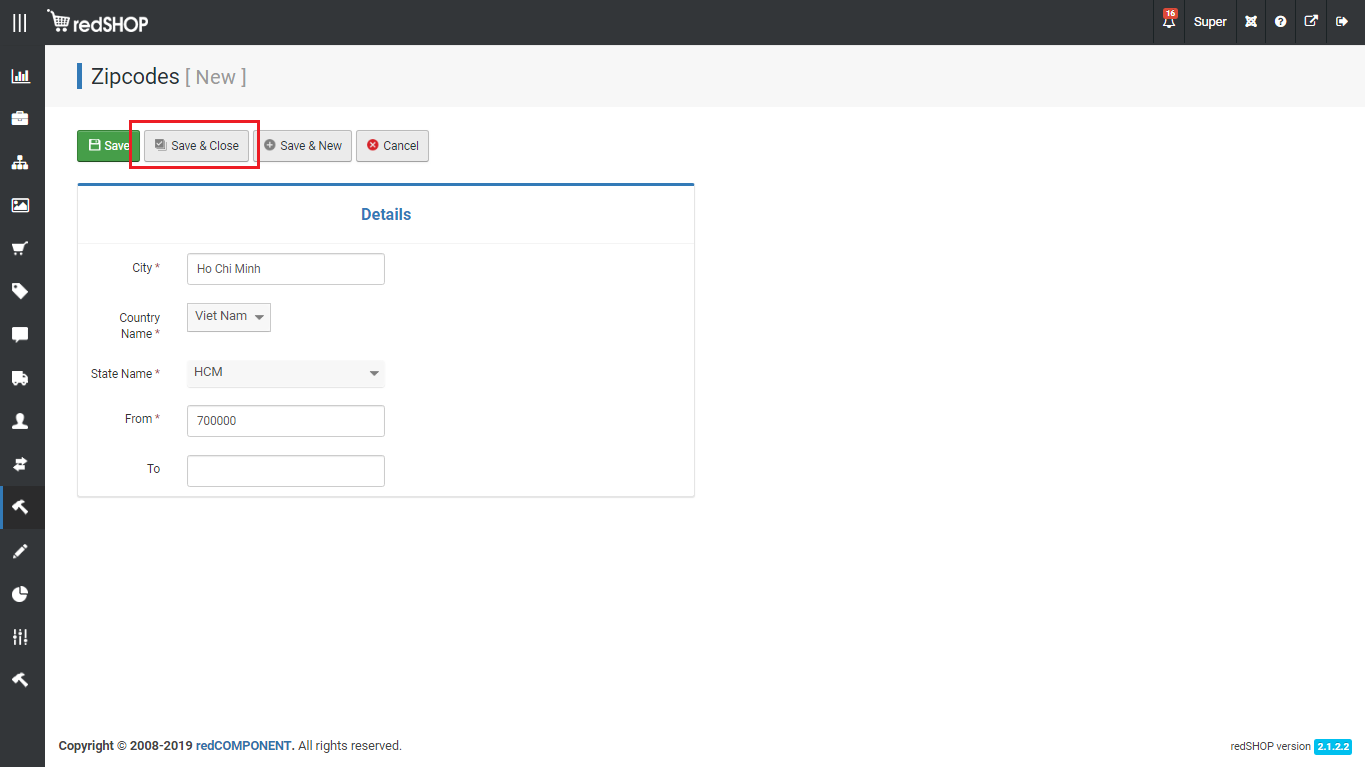 redSHOP
16
Super
Zipcodes [ New ]
Save
Save & Close
Save & New
Cancel
Details
City *
Ho Chi Minh
Country
Name *
Viet Nam
State Name *
HCM
From *
700000
To
Copyright © 2008-2019 redCOMPONENT. All rights reserved.
redSHOP version 2.1.2.2